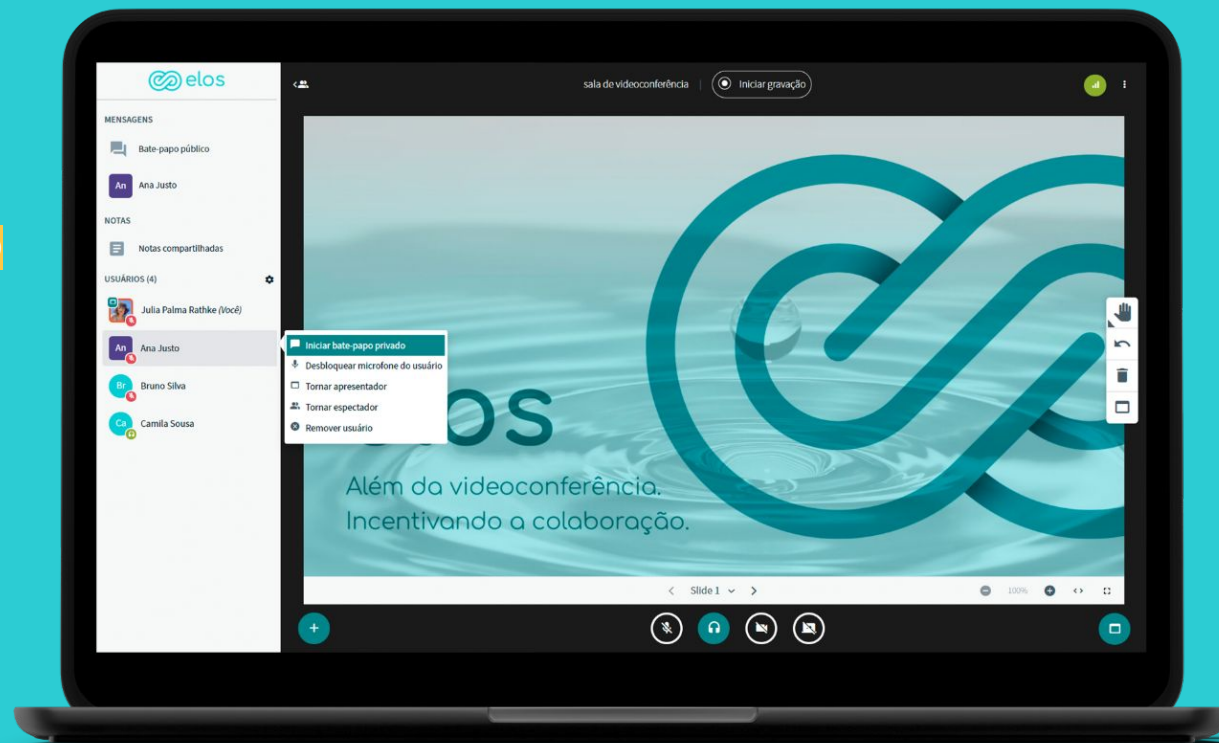 elos
sala de videoconferência
Iniciar gravação
MENSAGENS
Bate-papo público
An
Ana Justo
NOTAS
Notas compartilhadas
USUÁRIOS (4)
Julia Palma Rathke (Você)
An
Ana Justo
Br
Bruno Silva
Ca
Camila Sousa
Iniciar bate-papo privado
Desbloquear microfone do usuário
Tornar apresentador
Tornar espectador
Remover usuário
Além da videoconferência.
Incentivando a colaboração.
Slide 1
100%